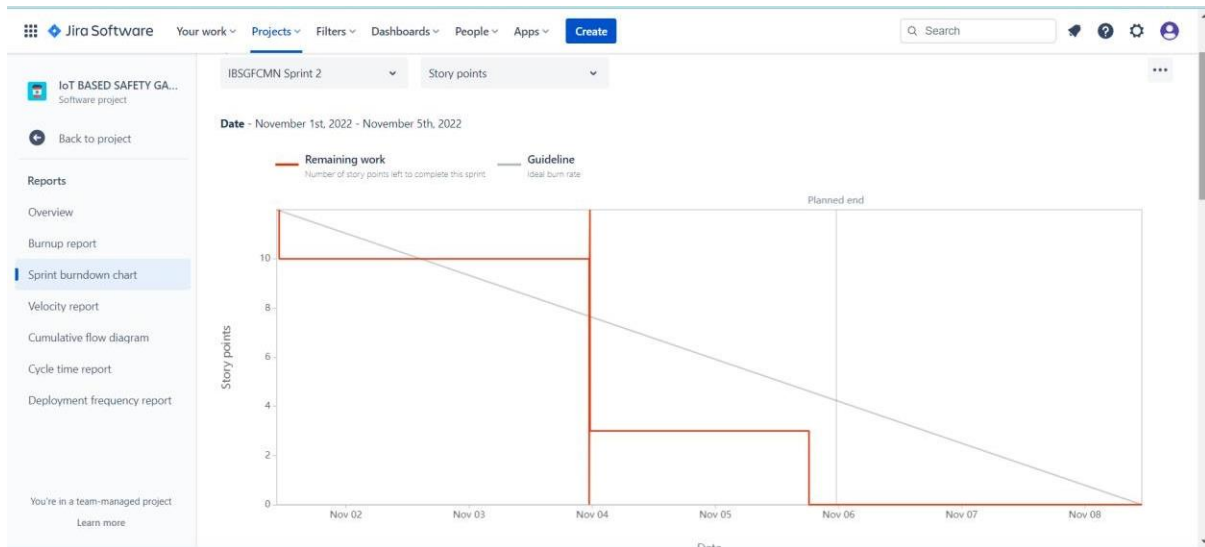 Jira Software Your work Projects Filters Dashboards People Apps Create Search
IoT BASED SAFETY GA...
Software project
Back to project
Reports
Overview
Burnup report
Sprint burndown chart
Velocity report
Cumulative flow diagram
Cycle time report
Deployment frequency report
You're in a team-managed project
Learn more
IBSGFCMN Sprint 2 Story points
Date - November 1st, 2022 - November 5th, 2022
Remaining work
Number of story points left to complete this sprint
Guideline
Ideal burn rate
Planned end
Story points
10
8
6
4
2
0
Nov 02 Nov 03 Nov 04 Nov 05 Nov 06 Nov 07 Nov 08